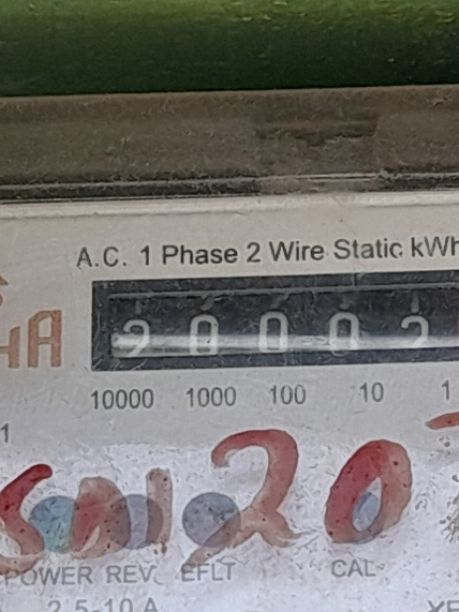 A.C. 1 Phase 2 Wire Static kWh
HA
20002
10000 1000 100 10 1
1
20
POWER REV EFLT CAL
2.5-10 A